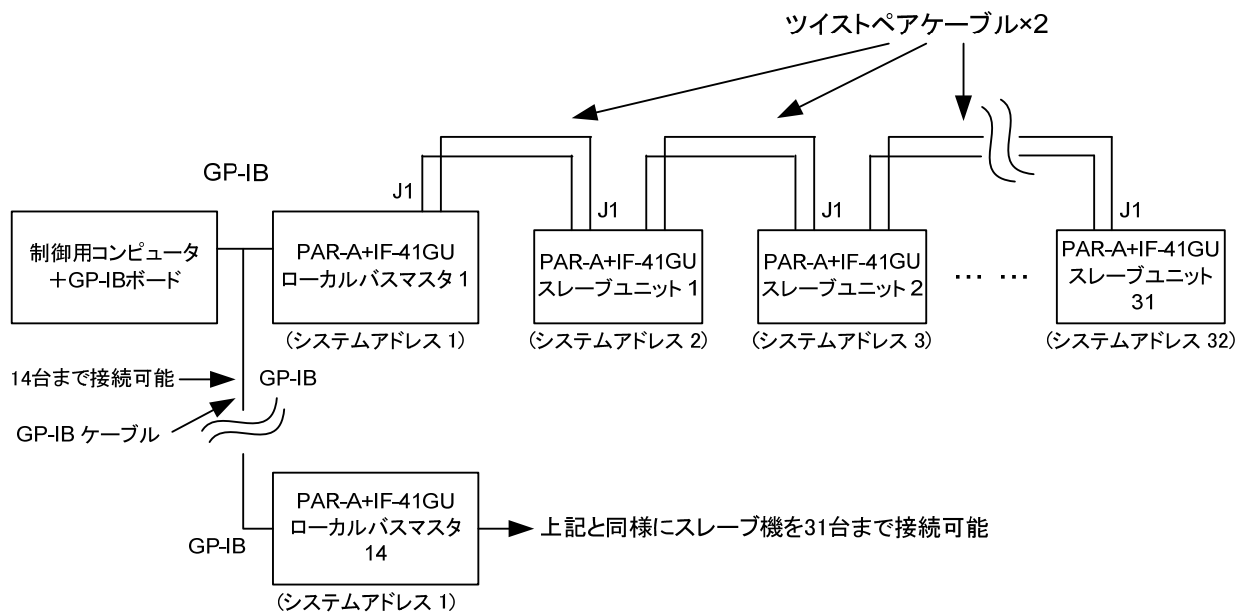 ツイストペアケーブル×2
GP-IB
J1
J1
J1
J1
制御用コンピュータ
+GP-IBボード
PAR-A+IF-41GU
ローカルバスマスタ 1
(システムアドレス 1)
PAR-A+IF-41GU
スレーブユニット 1
(システムアドレス 2)
PAR-A+IF-41GU
スレーブユニット 2
(システムアドレス 3)
… …
PAR-A+IF-41GU
スレーブユニット
31
(システムアドレス 32)
14台まで接続可能
GP-IB
GP-IB ケーブル
PAR-A+IF-41GU
ローカルバスマスタ
14
(システムアドレス 1)
GP-IB
上記と同様にスレーブ機を31台まで接続可能